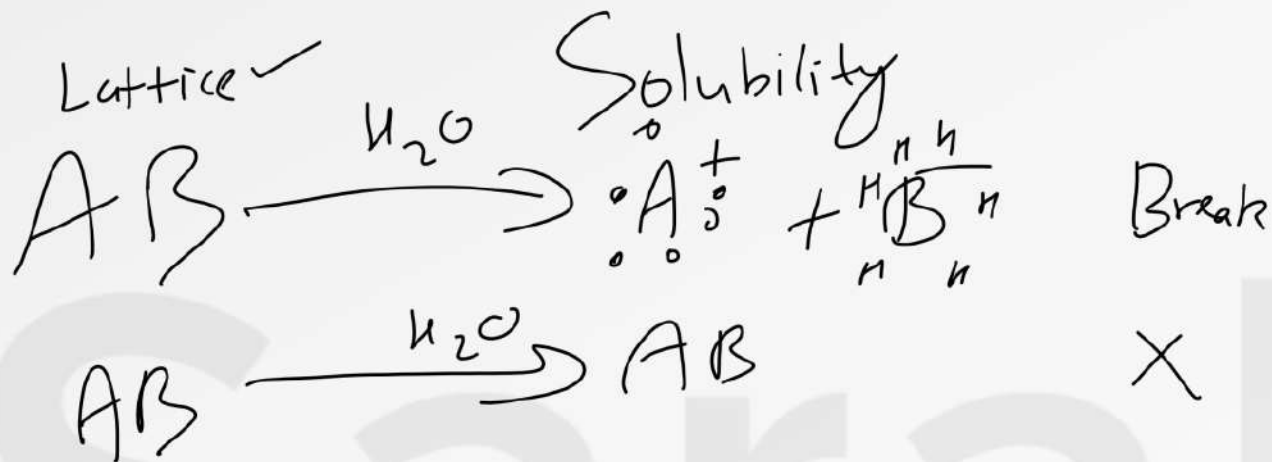 Lattice ✓ Solubility
AB H₂O → A⁺ + B⁻ Break
H H H H H H
AB H₂O → AB X